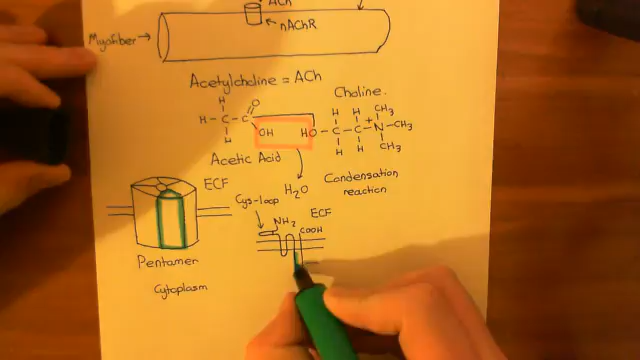 ACh
nAChR
Myofiber
Acetylcholine = ACh
Choline.
H O H H CH3
H - C - C OH HO - C - C - N+ - CH3
H H H CH3
Acetic Acid
Condensation reaction
H2O
ECF
Cys-loop
NH2
ECF
COOH
Pentamer
Cytoplasm